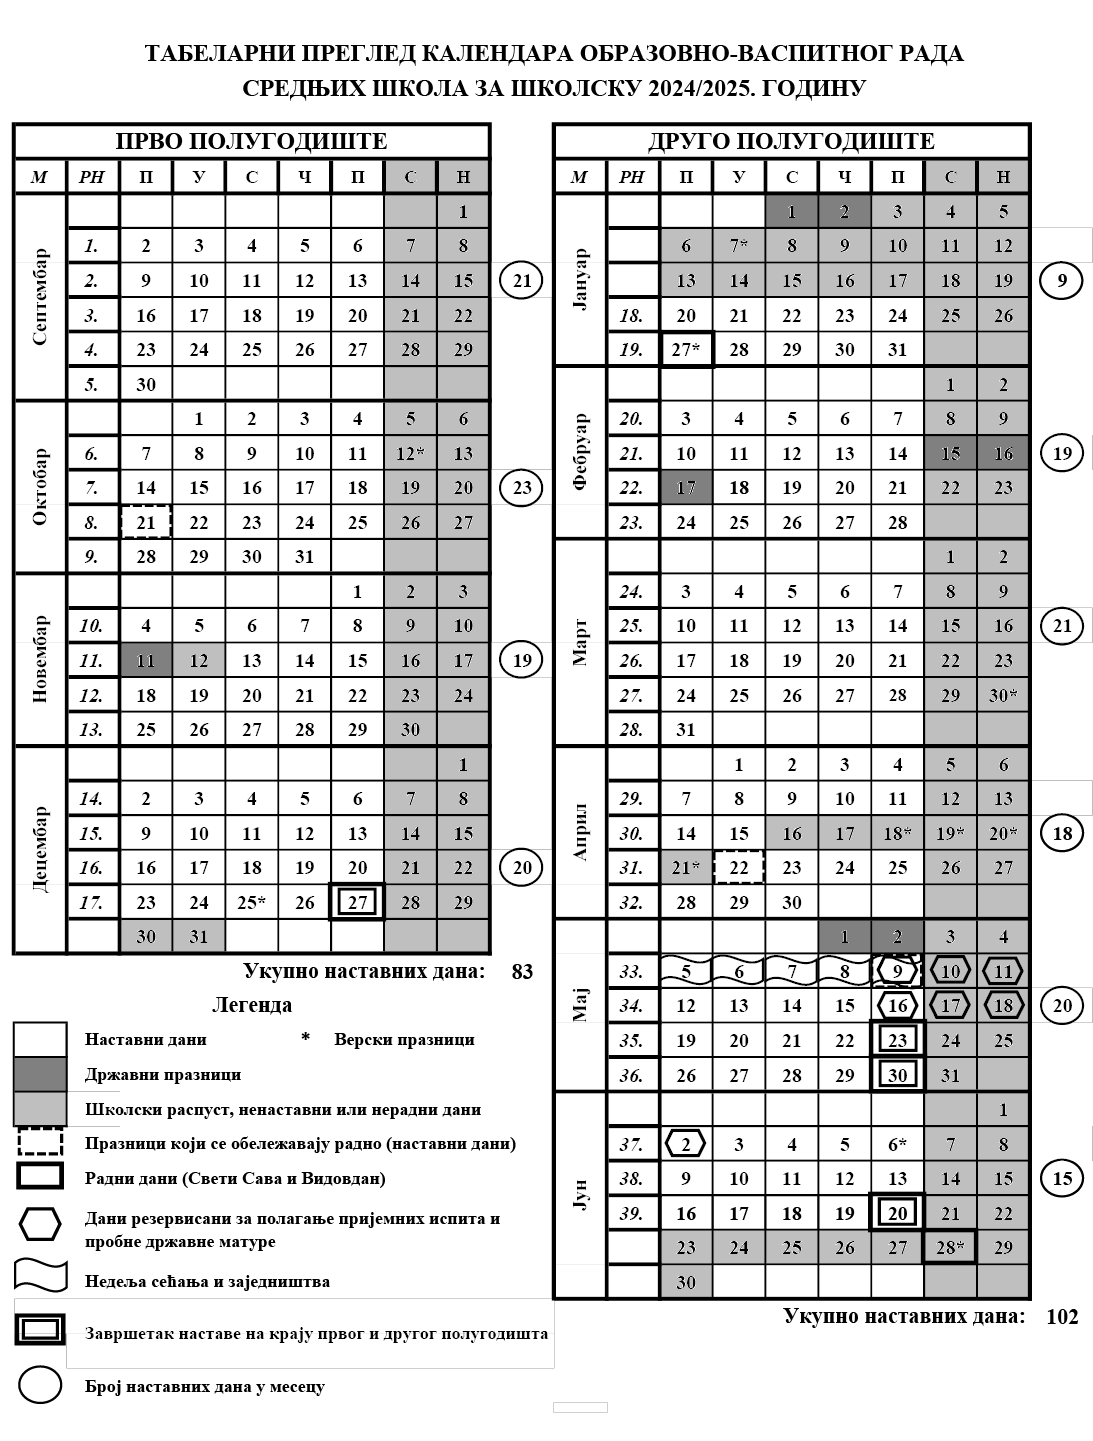 ТАБЕЛАРНИ ПРЕГЛЕД КАЛЕНДАРА ОБРАЗОВНО-ВАСПИТНОГ РАДА
СРЕДЊИХ ШКОЛА ЗА ШКОЛСКУ 2024/2025. ГОДИНУ
ПРВО ПОЛУГОДИШТЕ
М РН П У С Ч П С Н
Септембар
1
1. 2 3 4 5 6 7 8
2. 9 10 11 12 13 14 15 21
3. 16 17 18 19 20 21 22
4. 23 24 25 26 27 28 29
5. 30
Октобар
1 2 3 4 5 6
6. 7 8 9 10 11 12* 13
7. 14 15 16 17 18 19 20 23
8. 21 22 23 24 25 26 27
9. 28 29 30 31
Новембар
1 2 3
10. 4 5 6 7 8 9 10
11. 11 12 13 14 15 16 17 19
12. 18 19 20 21 22 23 24
13. 25 26 27 28 29 30
Децембар
1
14. 2 3 4 5 6 7 8
15. 9 10 11 12 13 14 15
16. 16 17 18 19 20 21 22 20
17. 23 24 25* 26 27 28 29
30 31
Укупно наставних дана: 83
Легенда
Наставни дани * Верски празници
Државни празници
Школски распуст, ненаставни или нерадни дани
Празници који се обележавају радно (наставни дани)
Радни дани (Свети Сава и Видовдан)
Дани резервисани за полагање пријемних испита и
пробне државне матуре
Недеља сећања и заједништва
Завршетак наставе на крају првог и другог полугодишта
Број наставних дана у месецу
ДРУГО ПОЛУГОДИШТЕ
М РН П У С Ч П С Н
Јануар
1 2 3 4 5
6 7* 8 9 10 11 12
13 14 15 16 17 18 19 9
18. 20 21 22 23 24 25 26
19. 27* 28 29 30 31
Фебруар
1 2
20. 3 4 5 6 7 8 9
21. 10 11 12 13 14 15 16 19
22. 17 18 19 20 21 22 23
23. 24 25 26 27 28
Март
1 2
24. 3 4 5 6 7 8 9
25. 10 11 12 13 14 15 16 21
26. 17 18 19 20 21 22 23
27. 24 25 26 27 28 29 30*
28. 31
Април
1 2 3 4 5 6
29. 7 8 9 10 11 12 13
30. 14 15 16 17 18* 19* 20* 18
31. 21* 22 23 24 25 26 27
32. 28 29 30
Мај
1 2 3 4
33. 5 6 7 8 9 10 11
34. 12 13 14 15 16 17 18 20
35. 19 20 21 22 23 24 25
36. 26 27 28 29 30 31
Јун
1
37. 2 3 4 5 6* 7 8
38. 9 10 11 12 13 14 15 15
39. 16 17 18 19 20 21 22
23 24 25 26 27 28* 29
30
Укупно наставних дана: 102